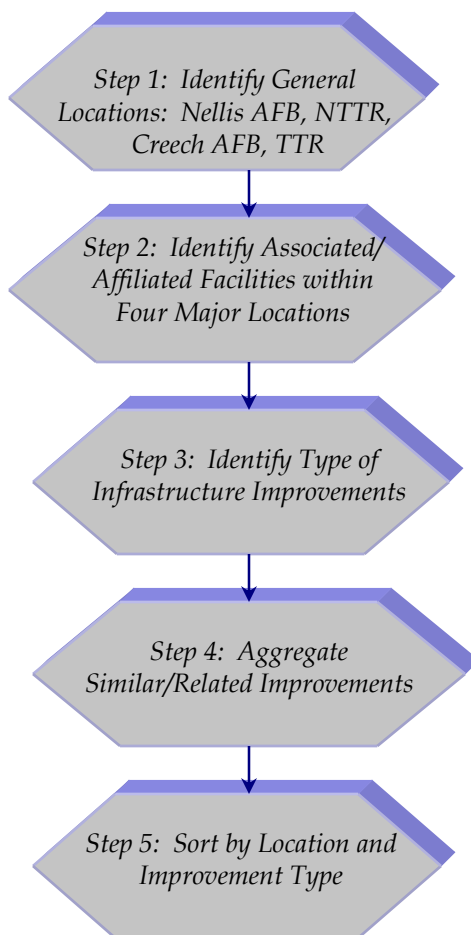 Step 1: Identify General
Locations: Nellis AFB, NTTR,
Creech AFB, TTR
Step 2: Identify Associated/
Affiliated Facilities within
Four Major Locations
Step 3: Identify Type of
Infrastructure Improvements
Step 4: Aggregate
Similar/Related Improvements
Step 5: Sort by Location and
Improvement Type